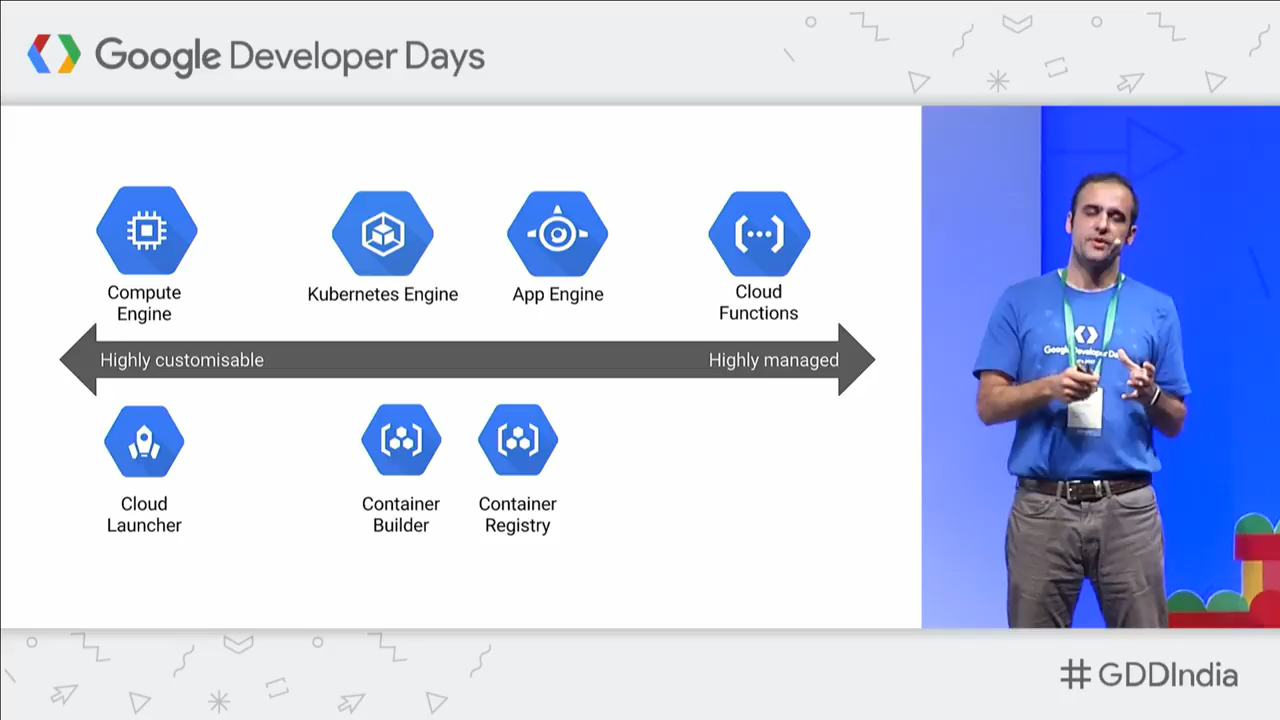 Google Developer Days
Compute
Engine
Kubernetes Engine
App Engine
Cloud
Functions
Highly customisable
Highly managed
Cloud
Launcher
Container
Builder
Container
Registry
#GDDIndia